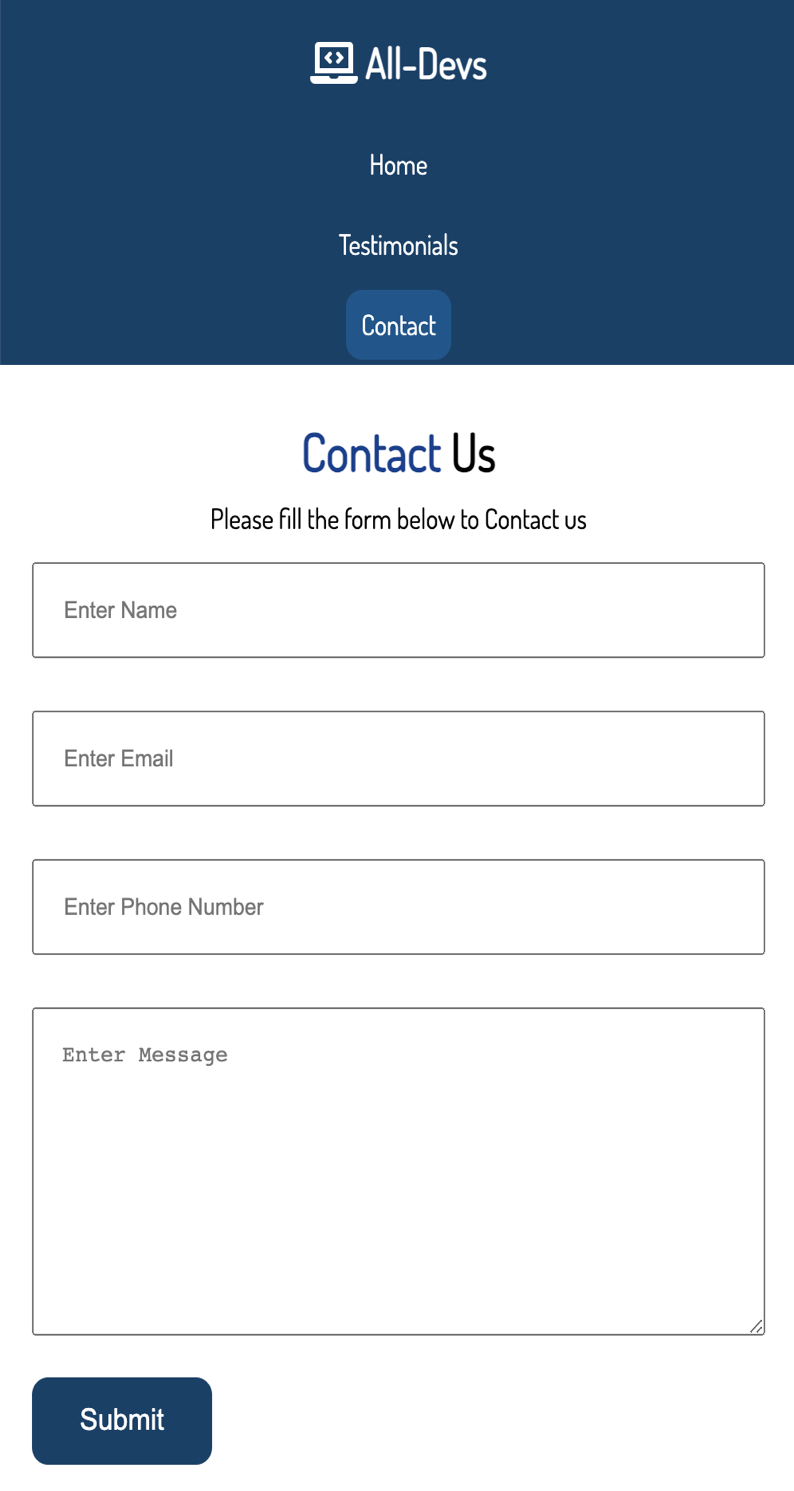 All-Devs
Home
Testimonials
Contact
Contact Us
Please fill the form below to Contact us
Enter Name
Enter Email
Enter Phone Number
Enter Message
Submit